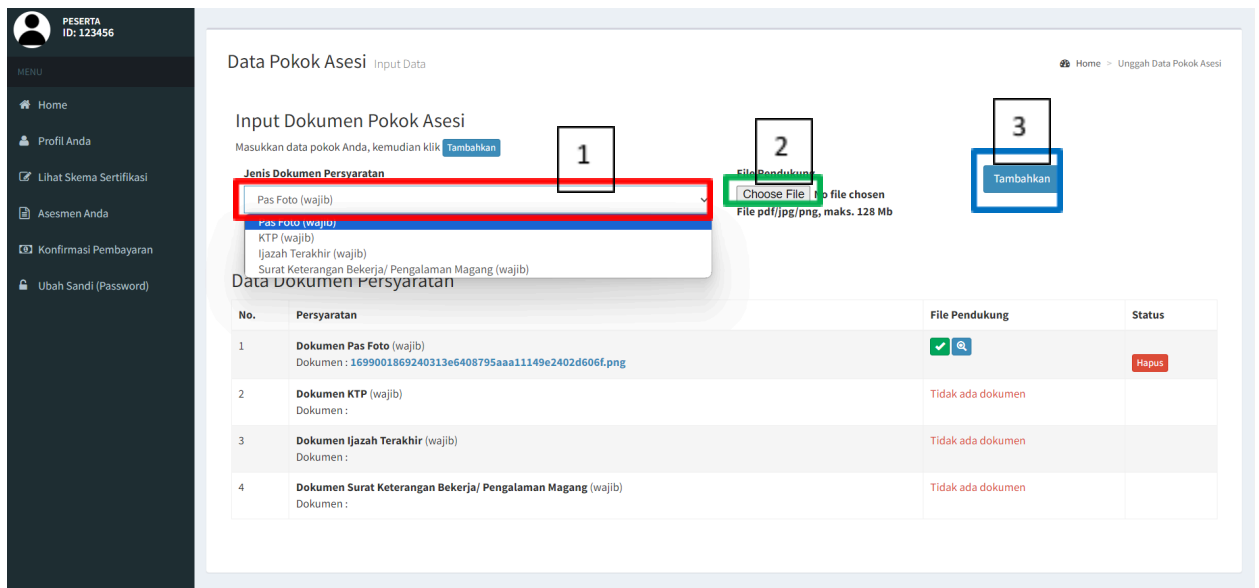 PESERTA
ID: 123456
MENU
Home
Profil Anda
Lihat Skema Sertifikasi
Asesmen Anda
Konfirmasi Pembayaran
Ubah Sandi (Password)
Data Pokok Asesi Input Data
Home > Unggah Data Pokok Asesi
Input Dokumen Pokok Asesi
Masukkan data pokok Anda, kemudian klik Tambahkan
1
2
3
Jenis Dokumen Persyaratan
File Pendukung
Pas Foto (wajib)
Choose File No file chosen
Tambahkan
File pdf/jpg/png, maks. 128 Mb
Pas Foto (wajib)
KTP (wajib)
Ijazah Terakhir (wajib)
Surat Keterangan Bekerja/ Pengalaman Magang (wajib)
Data Dokumen Persyaratan
No. Persyaratan File Pendukung Status
1 Dokumen Pas Foto (wajib)
Dokumen : 1699001869240313e6408795aaa11149e2402d606f.png
Hapus
2 Dokumen KTP (wajib) Tidak ada dokumen
Dokumen :
3 Dokumen Ijazah Terakhir (wajib) Tidak ada dokumen
Dokumen :
4 Dokumen Surat Keterangan Bekerja/ Pengalaman Magang (wajib) Tidak ada dokumen
Dokumen :